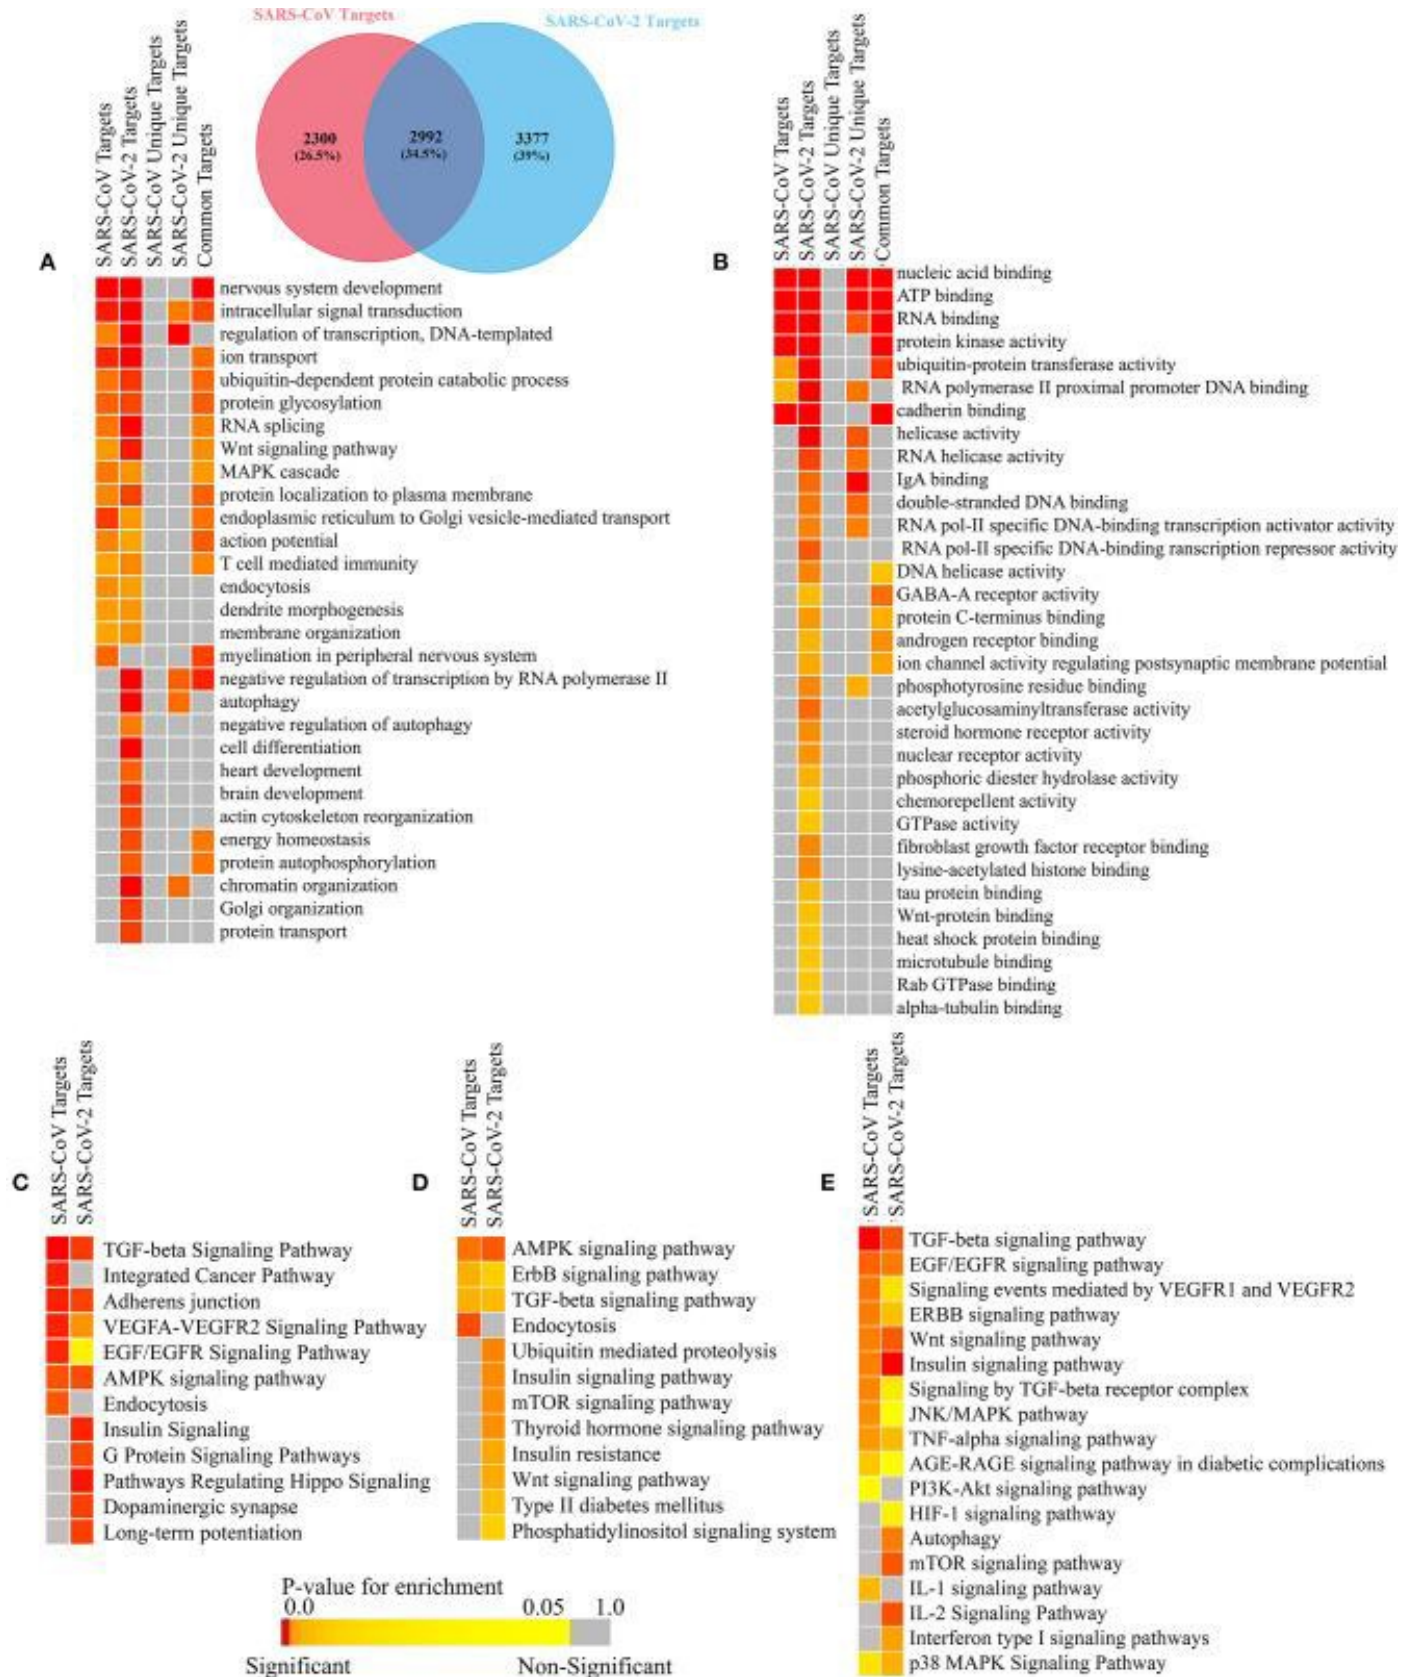 SARS-CoV Targets
SARS-CoV-2 Targets
2300
(26.5%)
2992
(34.5%)
3377
(39%)
A
SARS-CoV Targets
SARS-CoV-2 Targets
SARS-CoV Unique Targets
SARS-CoV-2 Unique Targets
Common Targets
nervous system development
intracellular signal transduction
regulation of transcription, DNA-templated
ion transport
ubiquitin-dependent protein catabolic process
protein glycosylation
RNA splicing
Wnt signaling pathway
MAPK cascade
protein localization to plasma membrane
endoplasmic reticulum to Golgi vesicle-mediated transport
action potential
T cell mediated immunity
endocytosis
dendrite morphogenesis
membrane organization
myelination in peripheral nervous system
negative regulation of transcription by RNA polymerase II
autophagy
negative regulation of autophagy
cell differentiation
heart development
brain development
actin cytoskeleton reorganization
energy homeostasis
protein autophosphorylation
chromatin organization
Golgi organization
protein transport
B
SARS-CoV Targets
SARS-CoV-2 Targets
SARS-CoV Unique Targets
SARS-CoV-2 Unique Targets
Common Targets
nucleic acid binding
ATP binding
RNA binding
protein kinase activity
ubiquitin-protein transferase activity
RNA polymerase II proximal promoter DNA binding
cadherin binding
helicase activity
RNA helicase activity
IgA binding
double-stranded DNA binding
RNA pol-II specific DNA-binding transcription activator activity
RNA pol-II specific DNA-binding ranscription repressor activity
DNA helicase activity
GABA-A receptor activity
protein C-terminus binding
androgen receptor binding
ion channel activity regulating postsynaptic membrane potential
phosphotyrosine residue binding
acetylglucosaminyltransferase activity
steroid hormone receptor activity
nuclear receptor activity
phosphoric diester hydrolase activity
chemorepellent activity
GTPase activity
fibroblast growth factor receptor binding
lysine-acetylated histone binding
tau protein binding
Wnt-protein binding
heat shock protein binding
microtubule binding
Rab GTPase binding
alpha-tubulin binding
C
SARS-CoV Targets
SARS-CoV-2 Targets
TGF-beta Signaling Pathway
Integrated Cancer Pathway
Adherens junction
VEGFA-VEGFR2 Signaling Pathway
EGF/EGFR Signaling Pathway
AMPK signaling pathway
Endocytosis
Insulin Signaling
G Protein Signaling Pathways
Pathways Regulating Hippo Signaling
Dopaminergic synapse
Long-term potentiation
D
SARS-CoV Targets
SARS-CoV-2 Targets
AMPK signaling pathway
ErbB signaling pathway
TGF-beta signaling pathway
Endocytosis
Ubiquitin mediated proteolysis
Insulin signaling pathway
mTOR signaling pathway
Thyroid hormone signaling pathway
Insulin resistance
Wnt signaling pathway
Type II diabetes mellitus
Phosphatidylinositol signaling system
E
SARS-CoV Targets
SARS-CoV-2 Targets
TGF-beta signaling pathway
EGF/EGFR signaling pathway
Signaling events mediated by VEGFR1 and VEGFR2
ERBB signaling pathway
Wnt signaling pathway
Insulin signaling pathway
Signaling by TGF-beta receptor complex
JNK/MAPK pathway
TNF-alpha signaling pathway
AGE-RAGE signaling pathway in diabetic complications
PI3K-Akt signaling pathway
HIF-1 signaling pathway
Autophagy
mTOR signaling pathway
IL-1 signaling pathway
IL-2 Signaling Pathway
Interferon type I signaling pathways
p38 MAPK Signaling Pathway
P-value for enrichment
0.0 0.05 1.0
Significant Non-Significant